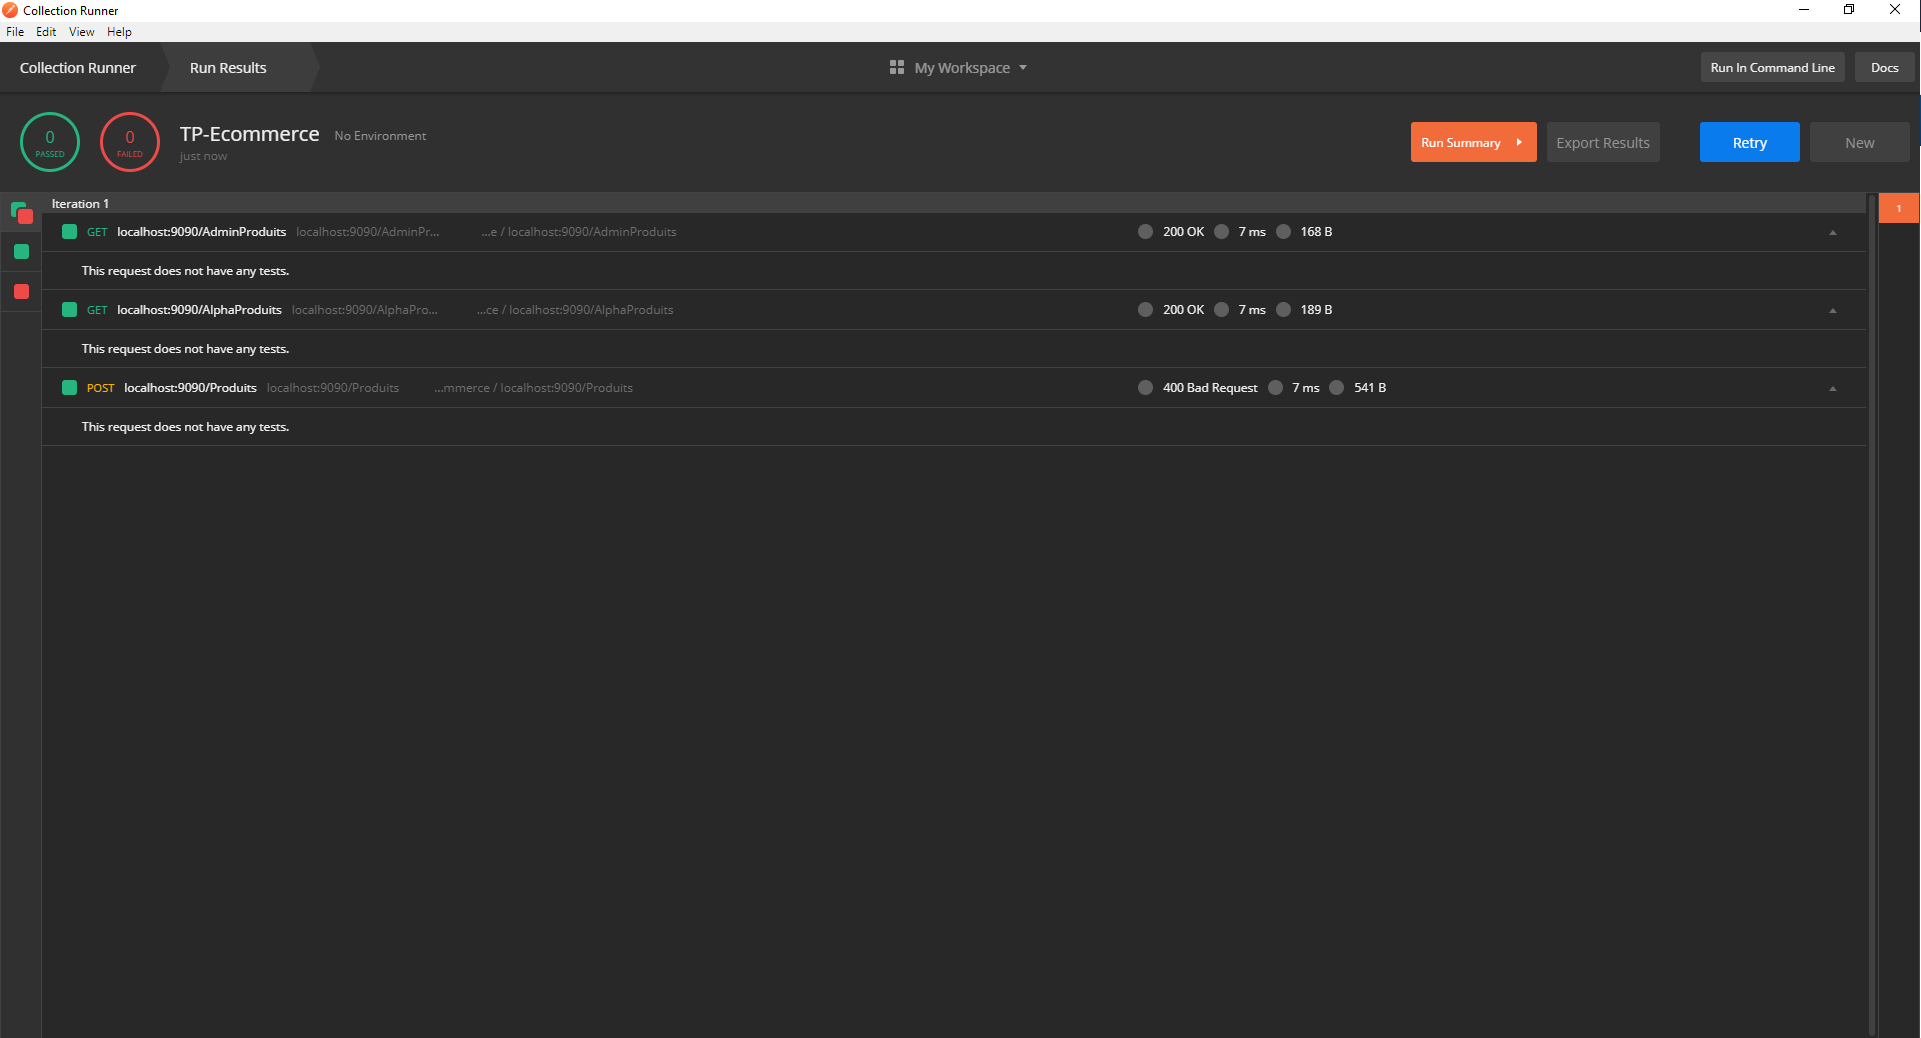 Collection Runner
File Edit View Help
Collection Runner Run Results My Workspace Run In Command Line Docs
0 PASSED
0 FAILED
TP-Ecommerce No Environment
just now
Run Summary Export Results Retry New
Iteration 1
1
GET localhost:9090/AdminProduits localhost:9090/AdminPr... ...e / localhost:9090/AdminProduits 200 OK 7 ms 168 B
This request does not have any tests.
GET localhost:9090/AlphaProduits localhost:9090/AlphaPro... ...ce / localhost:9090/AlphaProduits 200 OK 7 ms 189 B
This request does not have any tests.
POST localhost:9090/Produits localhost:9090/Produits ...mmerce / localhost:9090/Produits 400 Bad Request 7 ms 541 B
This request does not have any tests.